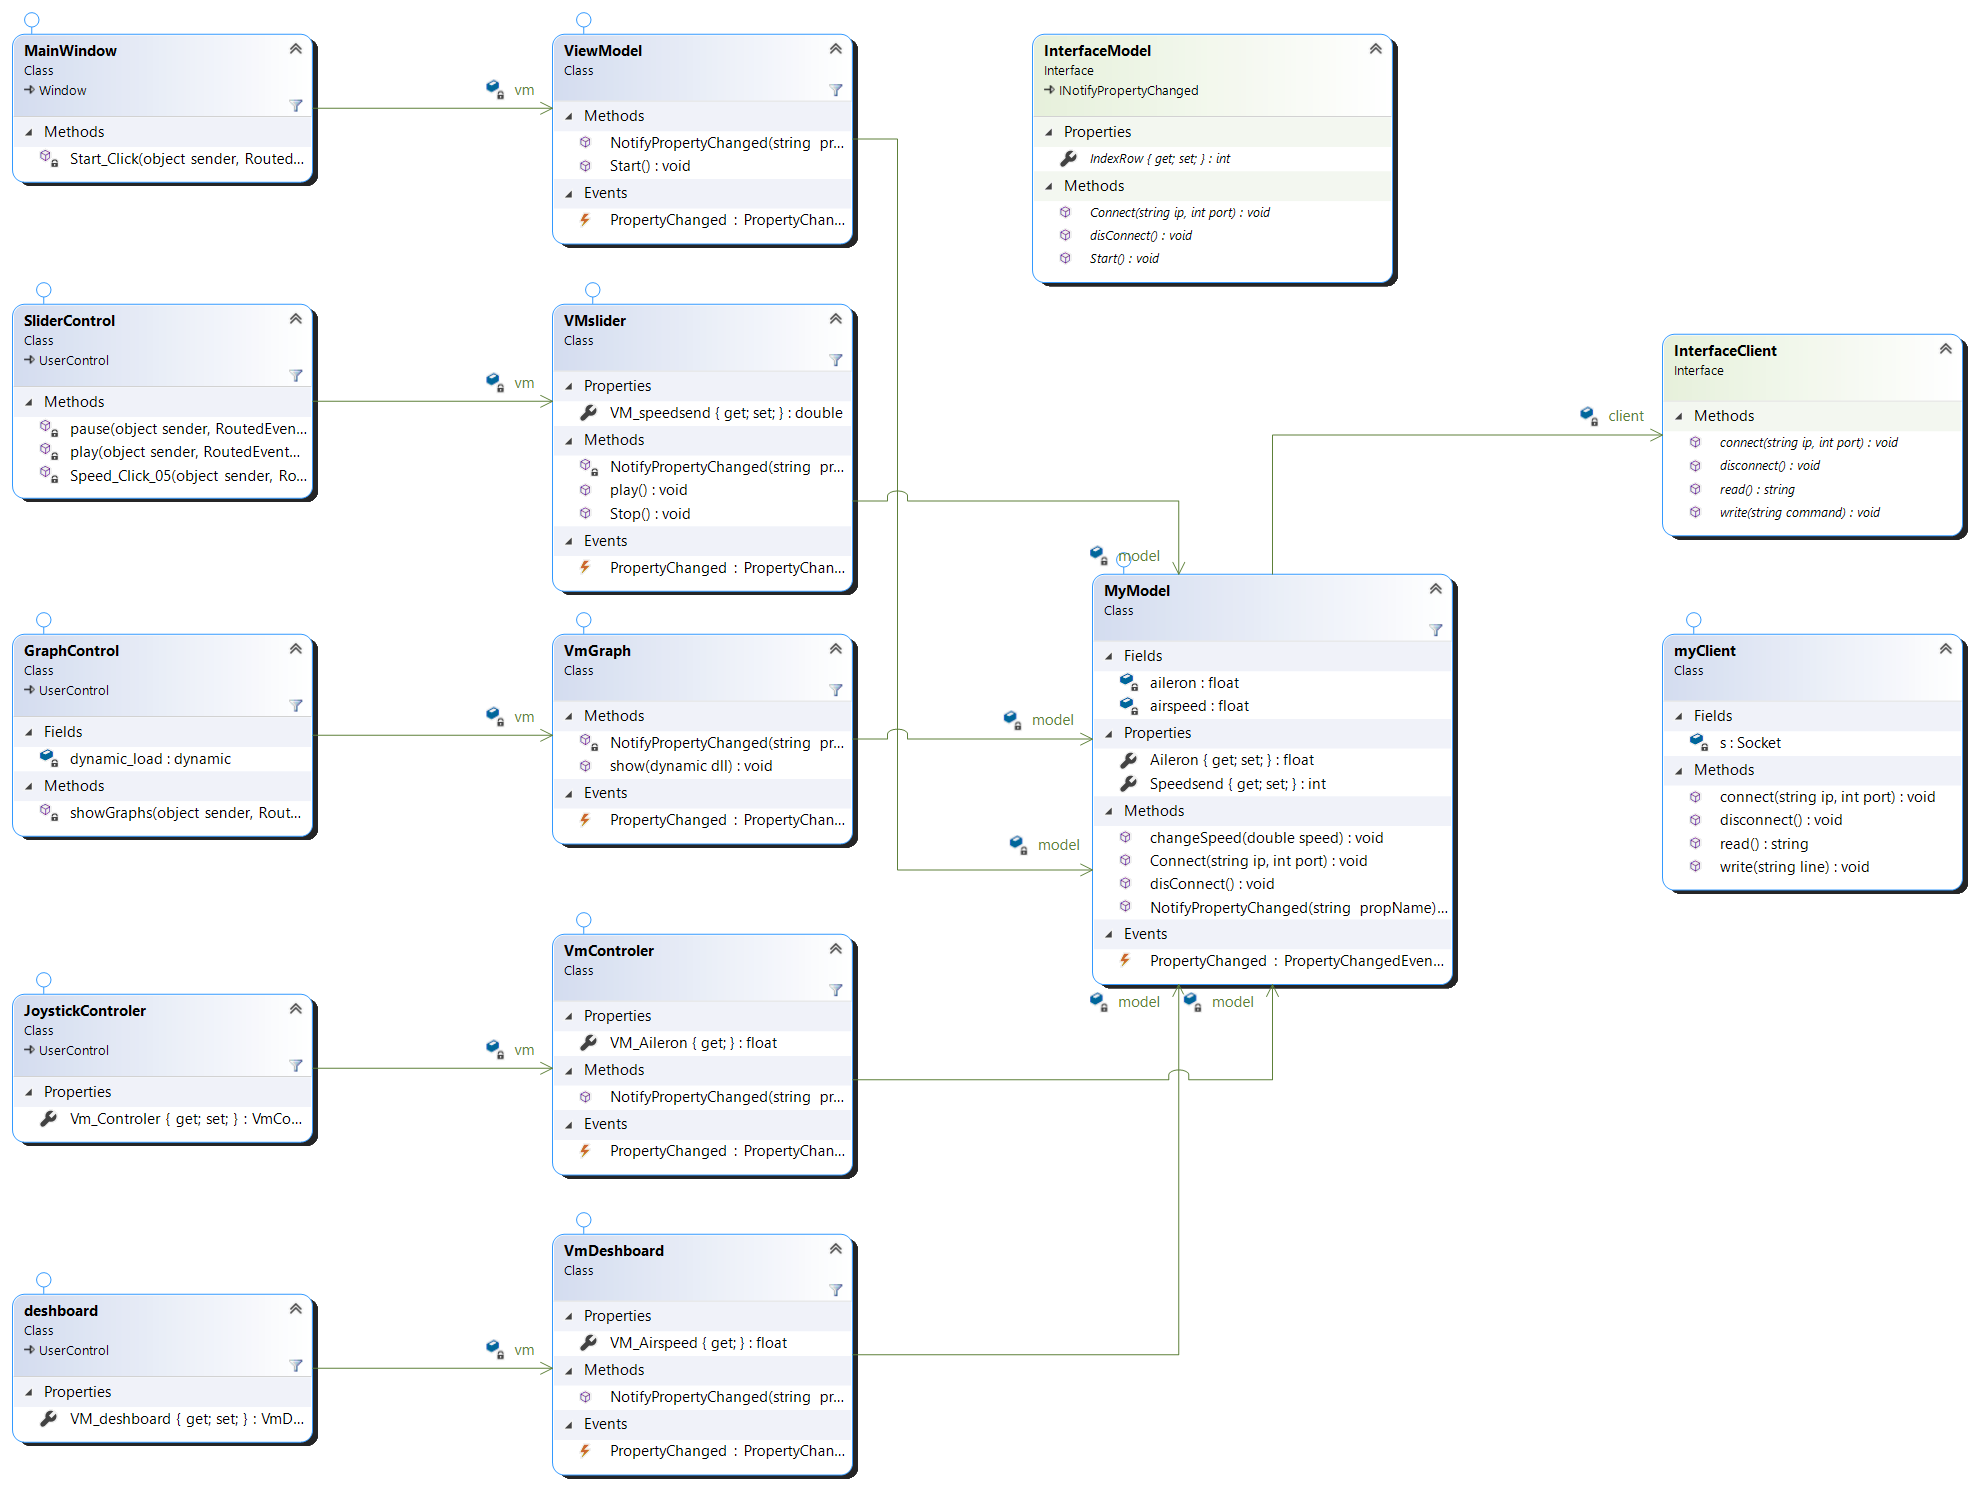 MainWindow
Class
Window
Methods
Start_Click(object sender, Routed...
vm
ViewModel
Class
Methods
NotifyPropertyChanged(string pr...
Start() : void
Events
PropertyChanged : PropertyChan...
InterfaceModel
Interface
INotifyPropertyChanged
Properties
IndexRow { get; set; } : int
Methods
Connect(string ip, int port) : void
disConnect() : void
Start() : void
SliderControl
Class
UserControl
Methods
pause(object sender, RoutedEven...
play(object sender, RoutedEvent...
Speed_Click_05(object sender, Ro...
vm
VMslider
Class
Properties
VM_speedsend { get; set; } : double
Methods
NotifyPropertyChanged(string pr...
play() : void
Stop() : void
Events
PropertyChanged : PropertyChan...
InterfaceClient
Interface
Methods
connect(string ip, int port) : void
disconnect() : void
read() : string
write(string command) : void
client
model
GraphControl
Class
UserControl
Fields
dynamic_load : dynamic
Methods
showGraphs(object sender, Rout...
vm
VmGraph
Class
Methods
NotifyPropertyChanged(string pr...
show(dynamic dll) : void
Events
PropertyChanged : PropertyChan...
model
model
MyModel
Class
Fields
aileron : float
airspeed : float
Properties
Aileron { get; set; } : float
Speedsend { get; set; } : int
Methods
changeSpeed(double speed) : void
Connect(string ip, int port) : void
disConnect() : void
NotifyPropertyChanged(string propName)...
Events
PropertyChanged : PropertyChangedEven...
model
model
myClient
Class
Fields
s : Socket
Methods
connect(string ip, int port) : void
disconnect() : void
read() : string
write(string line) : void
JoystickControler
Class
UserControl
Properties
Vm_Controler { get; set; } : VmCo...
vm
VmControler
Class
Properties
VM_Aileron { get; } : float
Methods
NotifyPropertyChanged(string pr...
Events
PropertyChanged : PropertyChan...
deshboard
Class
UserControl
Properties
VM_deshboard { get; set; } : VmD...
vm
VmDeshboard
Class
Properties
VM_Airspeed { get; } : float
Methods
NotifyPropertyChanged(string pr...
Events
PropertyChanged : PropertyChan...